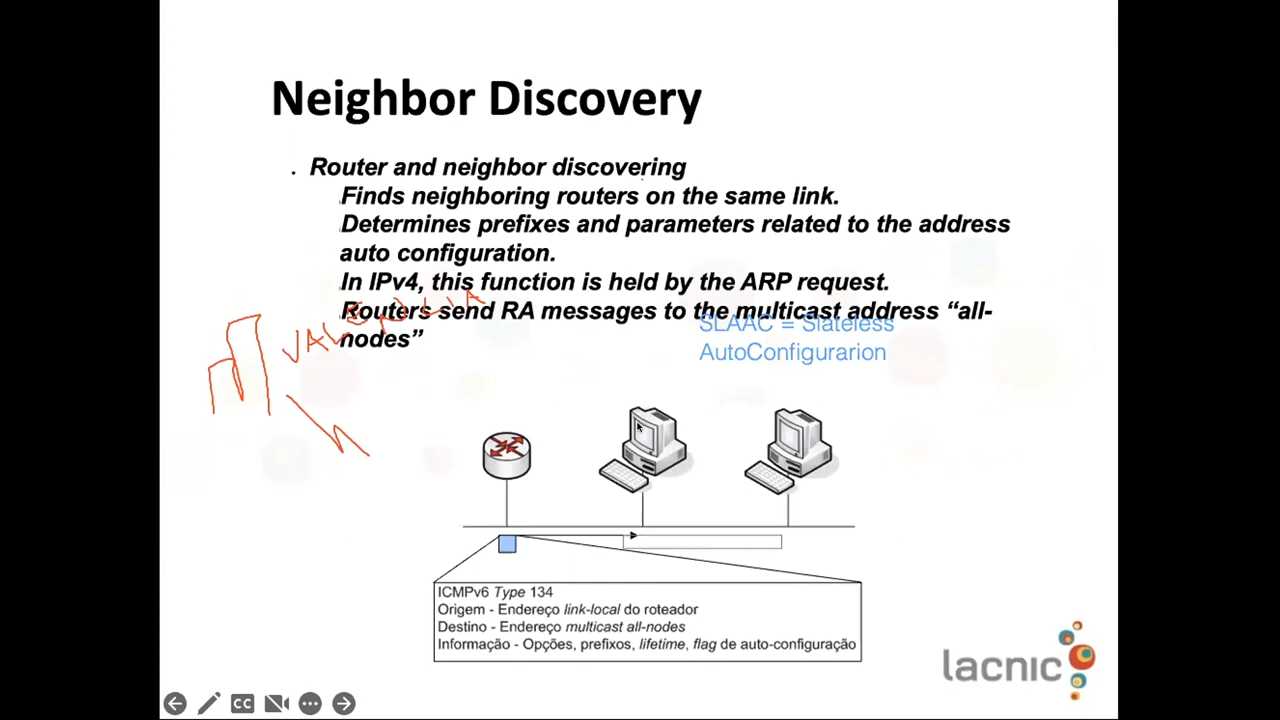 Neighbor Discovery
. Router and neighbor discovering
Finds neighboring routers on the same link.
Determines prefixes and parameters related to the address
auto configuration.
In IPv4, this function is held by the ARP request.
Routers send RA messages to the multicast address “all-
nodes”
VALENCIA
SLAAC = Slateless
AutoConfigurarion
ICMPv6 Type 134
Origem - Endereço link-local do roteador
Destino - Endereço multicast all-nodes
Informação - Opções, prefixos, lifetime, flag de auto-configuração
lacnic
CC